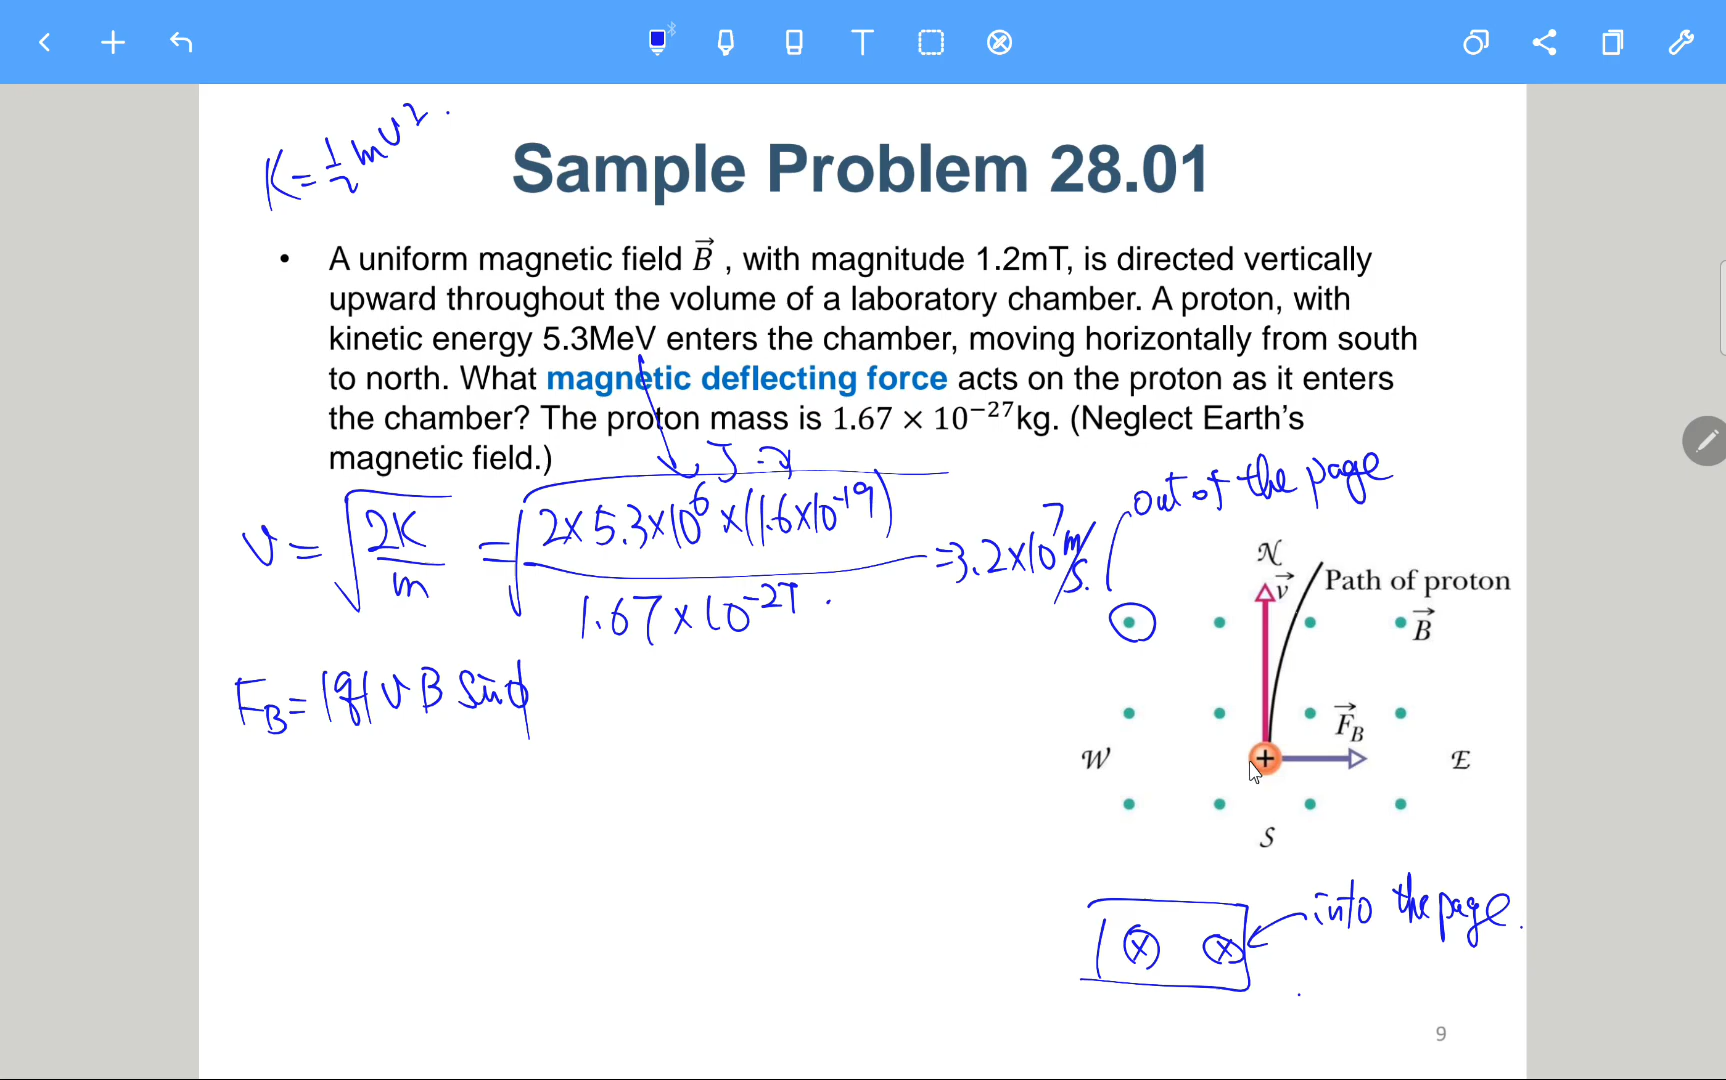 K = 1/2 mv².
Sample Problem 28.01
• A uniform magnetic field B⃗ , with magnitude 1.2mT, is directed vertically
upward throughout the volume of a laboratory chamber. A proton, with
kinetic energy 5.3MeV enters the chamber, moving horizontally from south
to north. What magnetic deflecting force acts on the proton as it enters
the chamber? The proton mass is 1.67 × 10⁻²⁷kg. (Neglect Earth's
magnetic field.)
J
v = √(2K/m) = √(2×5.3×10⁶×(1.6×10⁻¹⁹) / 1.67×10⁻²⁷) = 3.2×10⁷ m/s.
out of the page
F_B = |q|vB sinφ
N
v⃗
Path of proton
B⃗
F⃗_B
W
+
E
S
into the page.
9